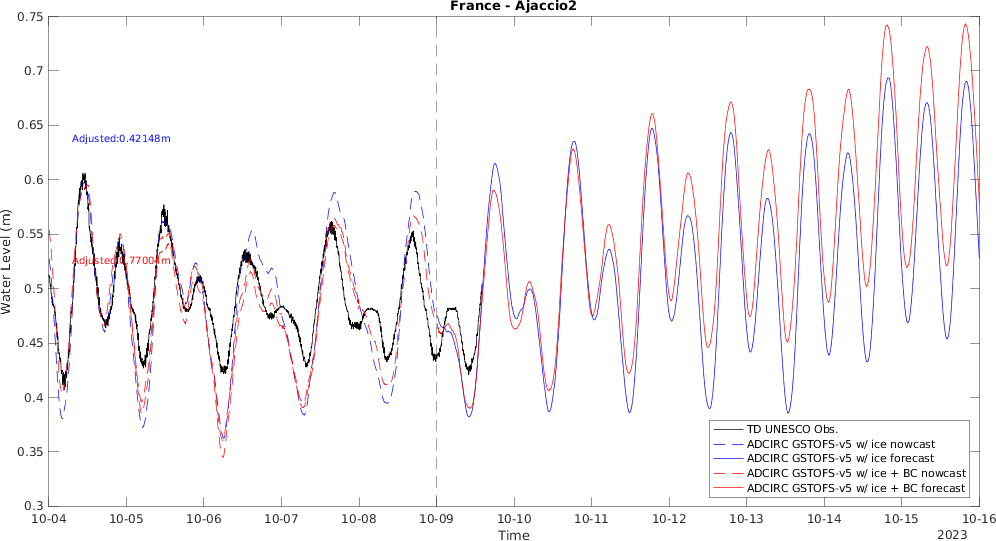 France - Ajaccio2
Water Level (m)
0.75
0.7
0.65
0.6
0.55
0.5
0.45
0.4
0.35
0.3
Adjusted:0.42148m
Adjusted:0.77004m
TD UNESCO Obs.
ADCIRC GSTOFS-v5 w/ ice nowcast
ADCIRC GSTOFS-v5 w/ ice forecast
ADCIRC GSTOFS-v5 w/ ice + BC nowcast
ADCIRC GSTOFS-v5 w/ ice + BC forecast
10-04 10-05 10-06 10-07 10-08 10-09 10-10 10-11 10-12 10-13 10-14 10-15 10-16
Time
2023